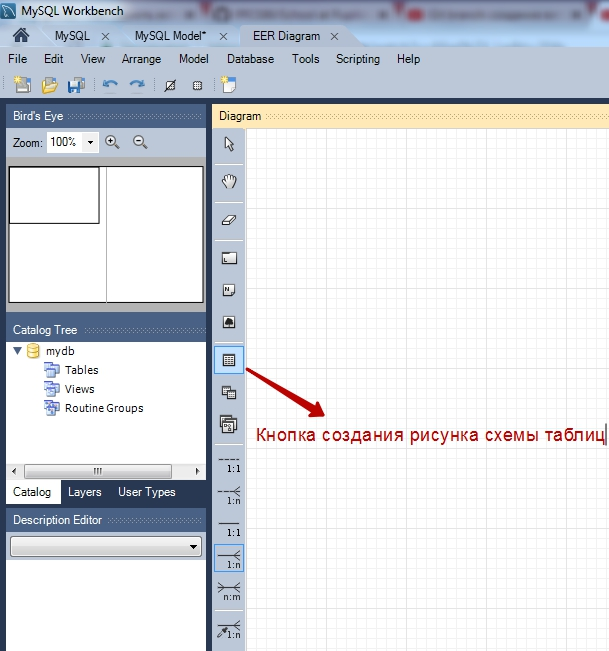 MySQL Workbench
MySQL
MySQL Model*
EER Diagram
File Edit View Arrange Model Database Tools Scripting Help
Bird's Eye
Zoom: 100%
Diagram
Catalog Tree
mydb
Tables
Views
Routine Groups
Catalog Layers User Types
Description Editor
Кнопка создания рисунка схемы таблиц
1:1
1:n
1:1
1:n
n:m
1:n